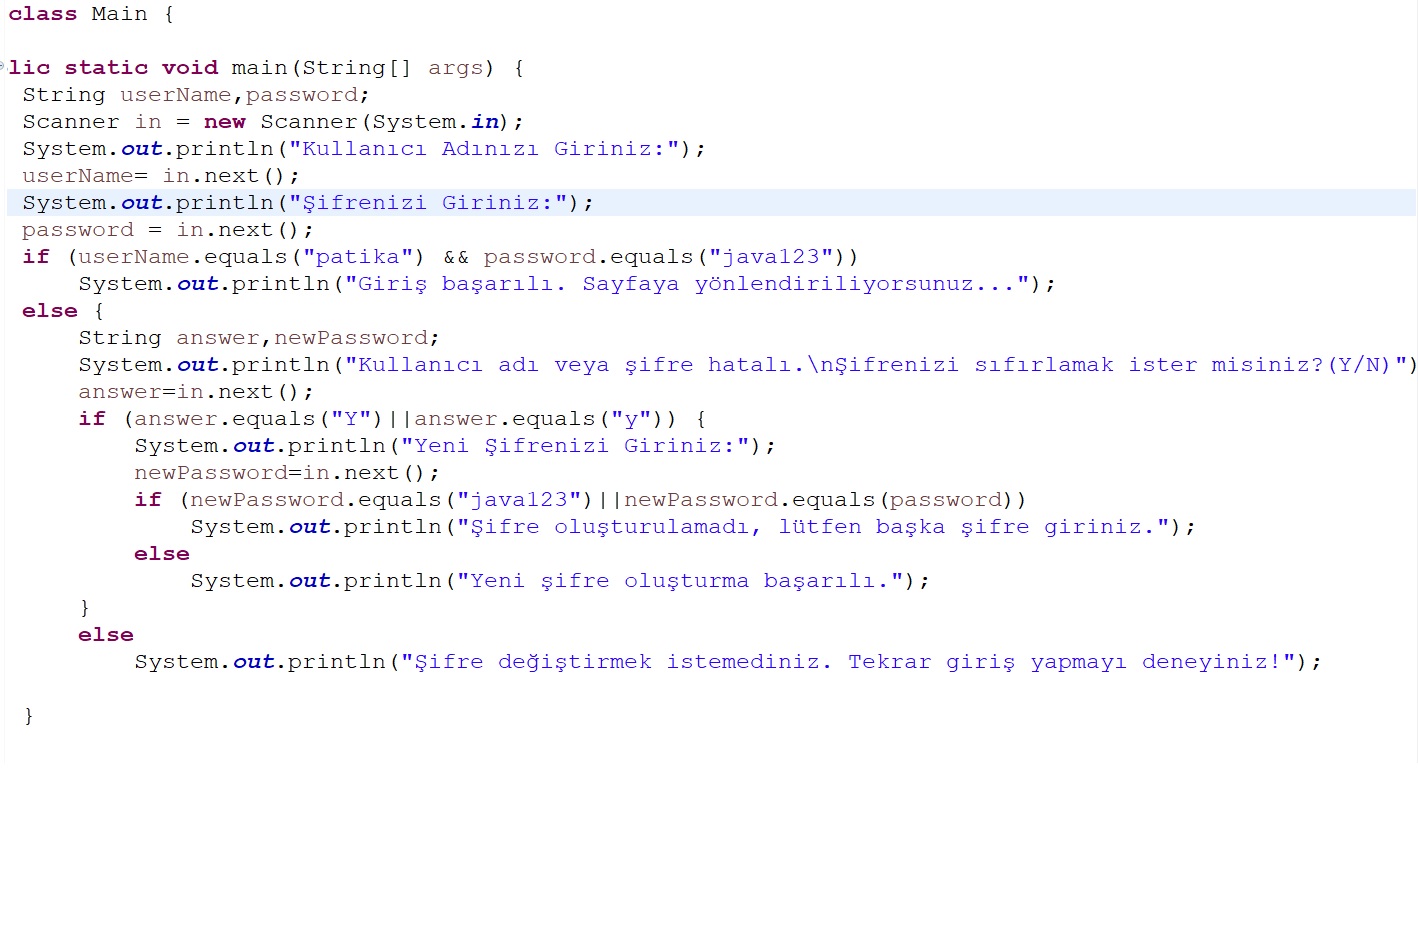 class Main {
lic static void main(String[] args) {
String userName,password;
Scanner in = new Scanner(System.in);
System.out.println("Kullanıcı Adınızı Giriniz:");
userName= in.next();
System.out.println("Şifrenizi Giriniz:");
password = in.next();
if (userName.equals("patika") && password.equals("java123"))
System.out.println("Giriş başarılı. Sayfaya yönlendiriliyorsunuz...");
else {
String answer,newPassword;
System.out.println("Kullanıcı adı veya şifre hatalı.\nŞifrenizi sıfırlamak ister misiniz?(Y/N)")
answer=in.next();
if (answer.equals("Y")||answer.equals("y")) {
System.out.println("Yeni Şifrenizi Giriniz:");
newPassword=in.next();
if (newPassword.equals("java123")||newPassword.equals(password))
System.out.println("Şifre oluşturulamadı, lütfen başka şifre giriniz.");
else
System.out.println("Yeni şifre oluşturma başarılı.");
}
else
System.out.println("Şifre değiştirmek istemediniz. Tekrar giriş yapmayı deneyiniz!");
}